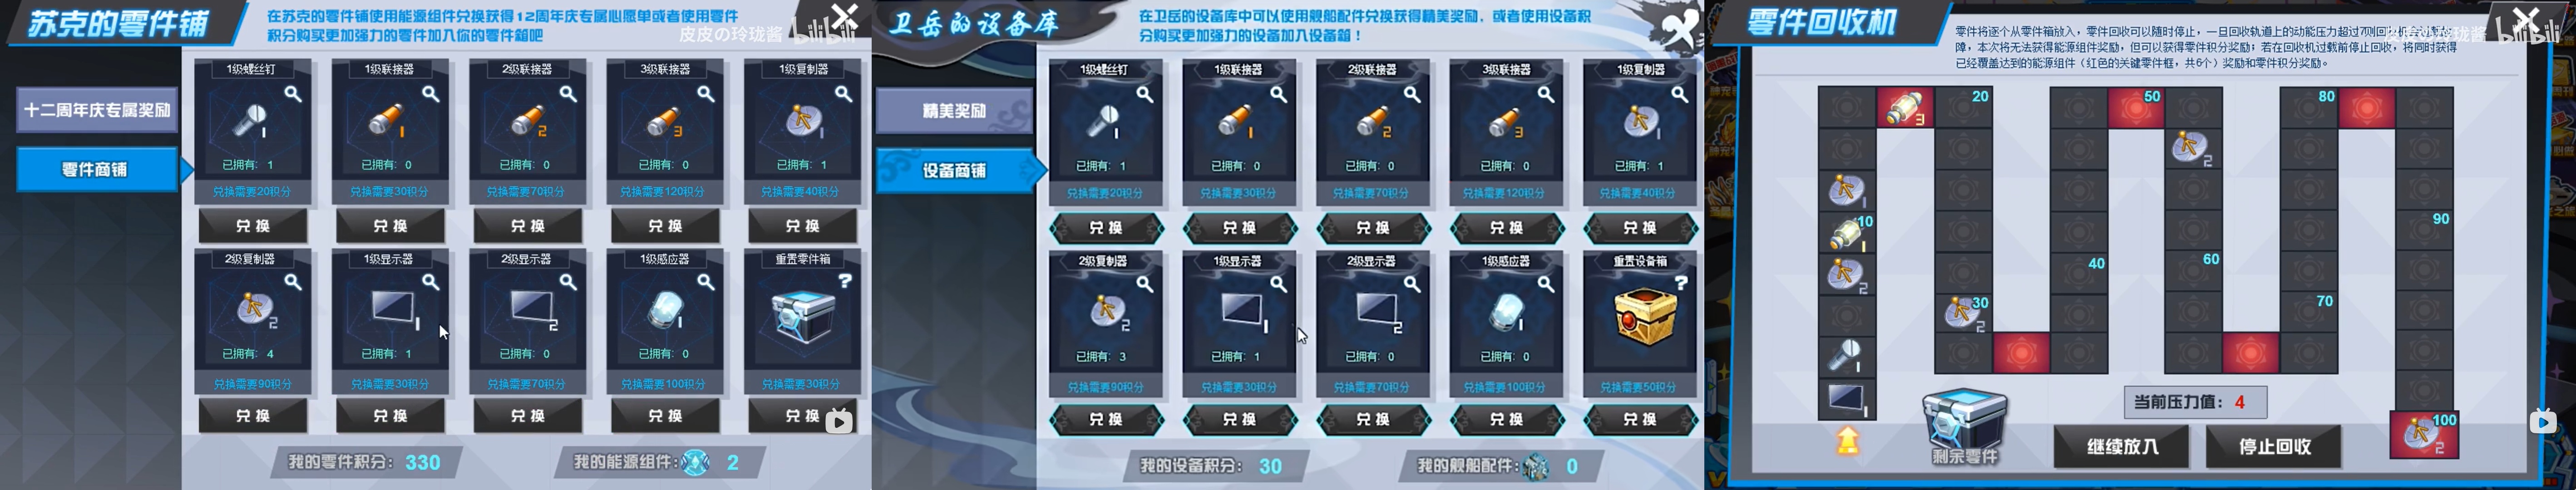 苏克的零件铺
在苏克的零件铺使用能源组件兑换获得12周年庆专属心愿单或者使用零件
积分购买更加强力的零件加入你的零件箱吧
皮皮の玲珑酱 bilibili
十二周年庆专属奖励
零件商铺
1级螺丝钉 1级联接器 2级联接器 3级联接器 1级复制器
1 1 2 3 1
已拥有: 1 已拥有: 0 已拥有: 0 已拥有: 0 已拥有: 1
兑换需要20积分 兑换需要30积分 兑换需要70积分 兑换需要120积分 兑换需要40积分
兑换 兑换 兑换 兑换 兑换
2级复制器 1级显示器 2级显示器 1级感应器 重置零件箱
?
2 1 2 1
已拥有: 4 已拥有: 1 已拥有: 0 已拥有: 0
兑换需要90积分 兑换需要30积分 兑换需要70积分 兑换需要100积分 兑换需要30积分
兑换 兑换 兑换 兑换 兑换
我的零件积分: 330 我的能源组件: 2
卫岳的设备库
在卫岳的设备库中可以使用舰船配件兑换获得精美奖励, 或者使用设备积
分购买更加强力的设备加入设备箱!
精美奖励
设备商铺
1级螺丝钉 1级联接器 2级联接器 3级联接器 1级复制器
1 1 2 3 1
已拥有: 1 已拥有: 0 已拥有: 0 已拥有: 0 已拥有: 1
兑换需要20积分 兑换需要30积分 兑换需要70积分 兑换需要120积分 兑换需要40积分
兑换 兑换 兑换 兑换 兑换
2级复制器 1级显示器 2级显示器 1级感应器 重置设备箱
?
2 1 2 1
已拥有: 3 已拥有: 1 已拥有: 0 已拥有: 0
兑换需要90积分 兑换需要30积分 兑换需要70积分 兑换需要100积分 兑换需要50积分
兑换 兑换 兑换 兑换 兑换
我的设备积分: 30 我的舰船配件: 0
零件回收机
零件将逐个从零件箱放入，零件回收可以随时停止，一旦回收轨道上的动能压力超过7则回收机
障，本次将无法获得能源组件奖励，但可以获得零件积分奖励；若在回收机过载前停止回收，将同时获得
已经覆盖达到的能源组件（红色的关键零件框，共6个）奖励和零件积分奖励。
玲珑酱 bilibili
3 20 50 80
2
1
10 90
1
2 40 60
30 70
2
1
1
100
2
当前压力值: 4
剩余零件
继续放入 停止回收